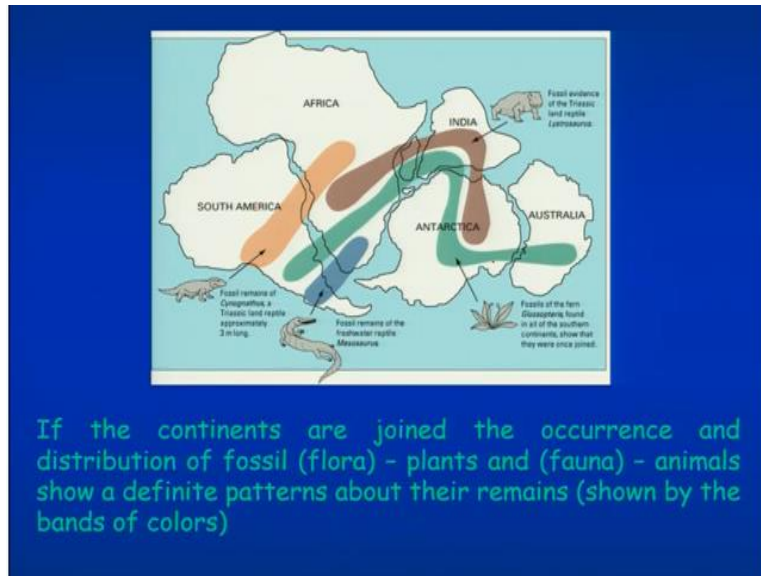 AFRICA
Fossil evidence
of the Triassic
land reptile
Lystrosaurus.
INDIA
SOUTH AMERICA
ANTARCTICA
AUSTRALIA
Fossil remains of
Cynognathus, a
Triassic land reptile
approximately
3 m long.
Fossil remains of the
freshwater reptile
Mesosaurus.
Fossils of the fern
Glossopteris, found
in all of the southern
continents, show that
they were once joined.
If the continents are joined the occurrence and
distribution of fossil (flora) – plants and (fauna) – animals
show a definite patterns about their remains (shown by the
bands of colors)